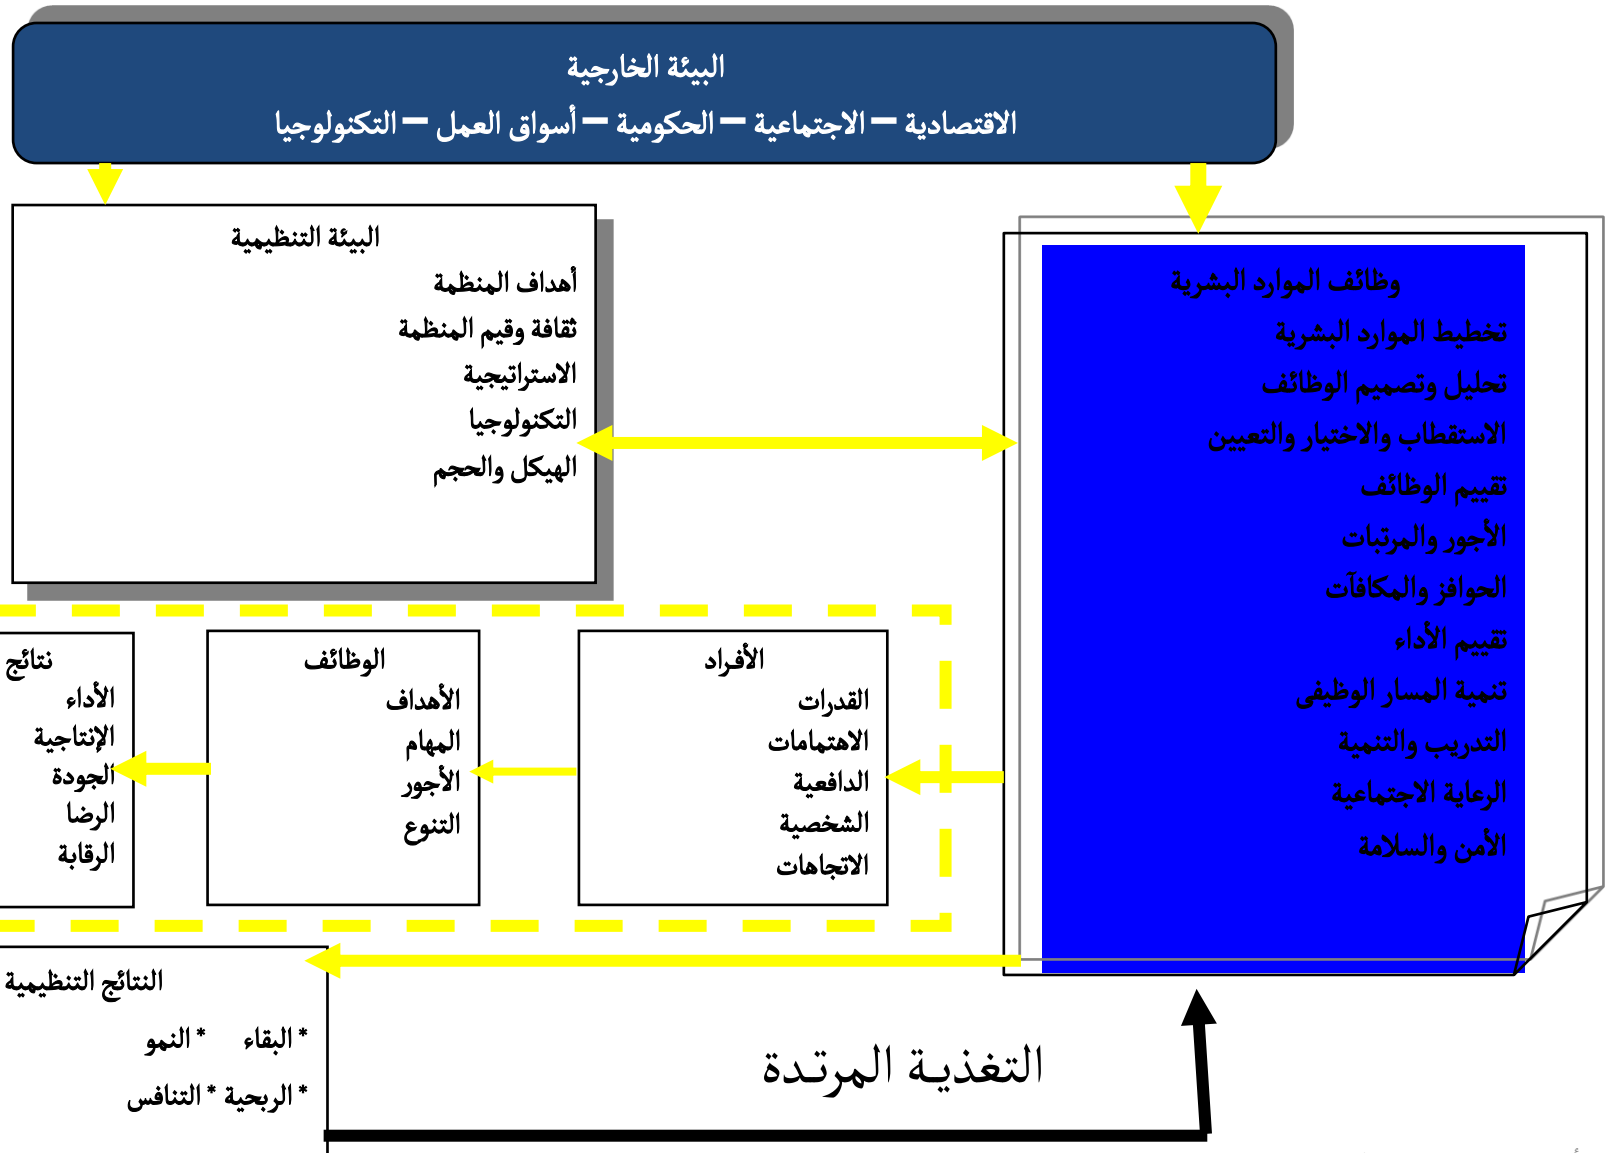 البيئة الخارجية
الاقتصادية – الاجتماعية – الحكومية – أسواق العمل – التكنولوجيا
وظائف الموارد البشرية
تخطيط الموارد البشرية
تحليل وتصميم الوظائف
الاستقطاب والاختيار والتعيين
تقييم الوظائف
الأجور والمرتبات
الحوافز والمكافآت
تقييم الأداء
تنمية المسار الوظيفى
التدريب والتنمية
الرعاية الاجتماعية
الأمن والسلامة
البيئة التنظيمية
أهداف المنظمة
ثقافة وقيم المنظمة
الاستراتيجية
التكنولوجيا
الهيكل والحجم
الأفراد
القدرات
الاهتمامات
الدافعية
الشخصية
الاتجاهات
الوظائف
الأهداف
المهام
الأجور
التنوع
نتائج
الأداء
الإنتاجية
الجودة
الرضا
الرقابة
النتائج التنظيمية
* البقاء * النمو
* الربحية * التنافس
التغذية المرتدة